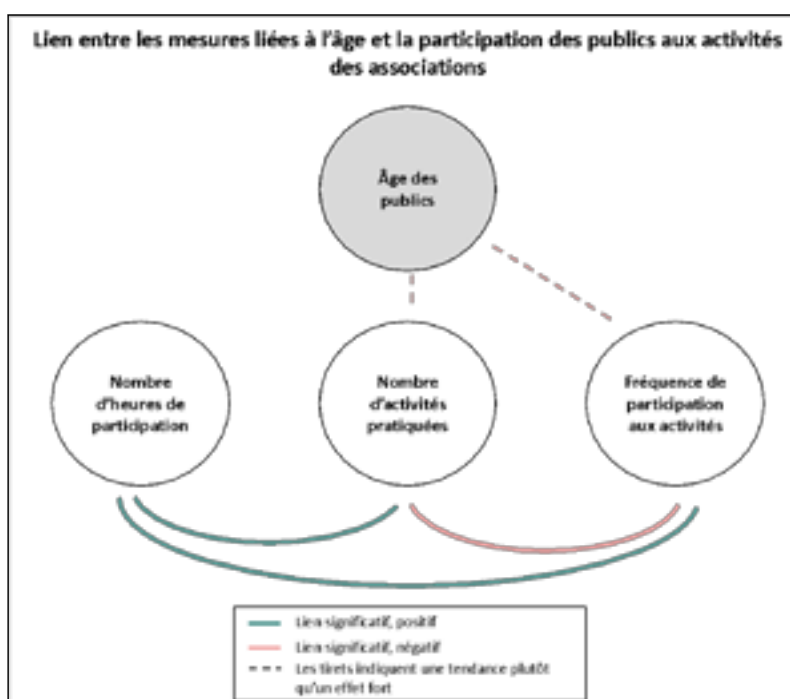 Lien entre les mesures liées à l'âge et la participation des publics aux activités
des associations
Âge des
publics
Nombre
d'heures de
participation
Nombre
d'activités
pratiquées
Fréquence de
participation
aux activités
Lien significatif, positif
Lien significatif, négatif
Les tirets indiquent une tendance plutôt
qu'un effet fort